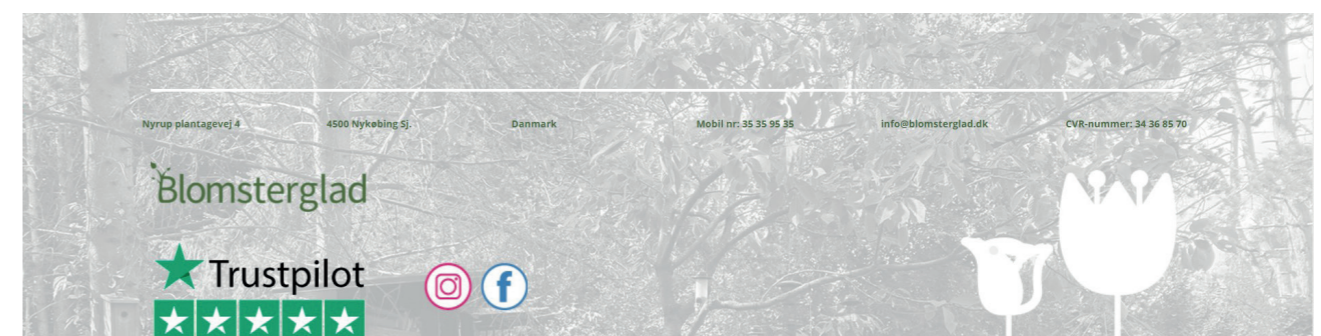 Nyrup plantagevej 4 4500 Nykøbing Sj. Danmark Mobil nr: 35 35 95 35 info@blomsterglad.dk CVR-nummer: 34 36 85 70
Blomsterglad
Trustpilot